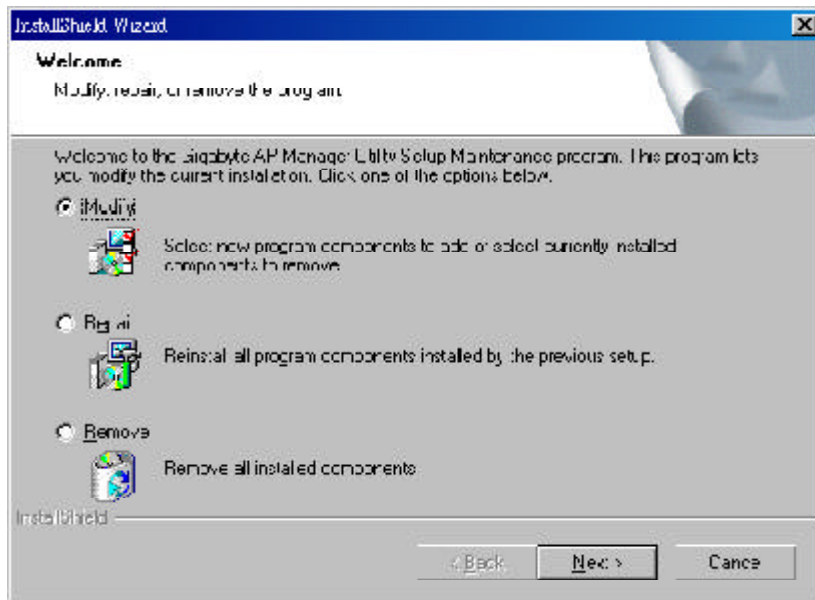 InstallShield Wizard
Welcome
Modify, repair, or remove the program.
Welcome to the Gigabyte AP Manager Utility Setup Maintenance program. This program lets
you modify the current installation. Click one of the options below.
Modify
Select new program components to add or select currently installed
components to remove.
Repair
Reinstall all program components installed by the previous setup.
Remove
Remove all installed components.
InstallShield
< Back
Next >
Cancel